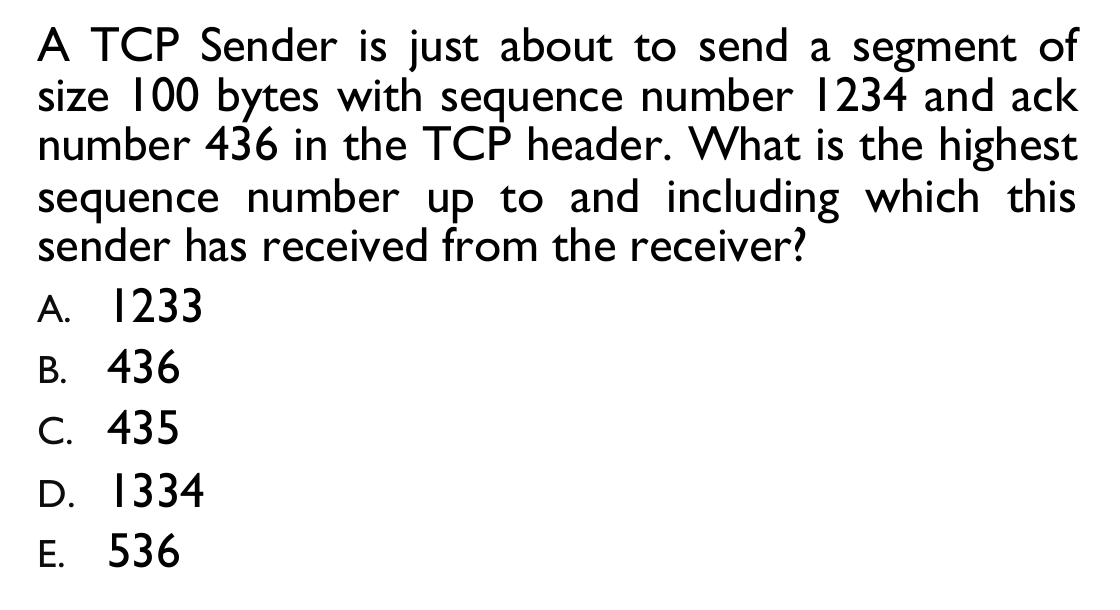 A TCP Sender is just about to send a segment of
size 100 bytes with sequence number 1234 and ack
number 436 in the TCP header. What is the highest
sequence number up to and including which this
sender has received from the receiver?
A. 1233
B. 436
C. 435
D. 1334
E. 536